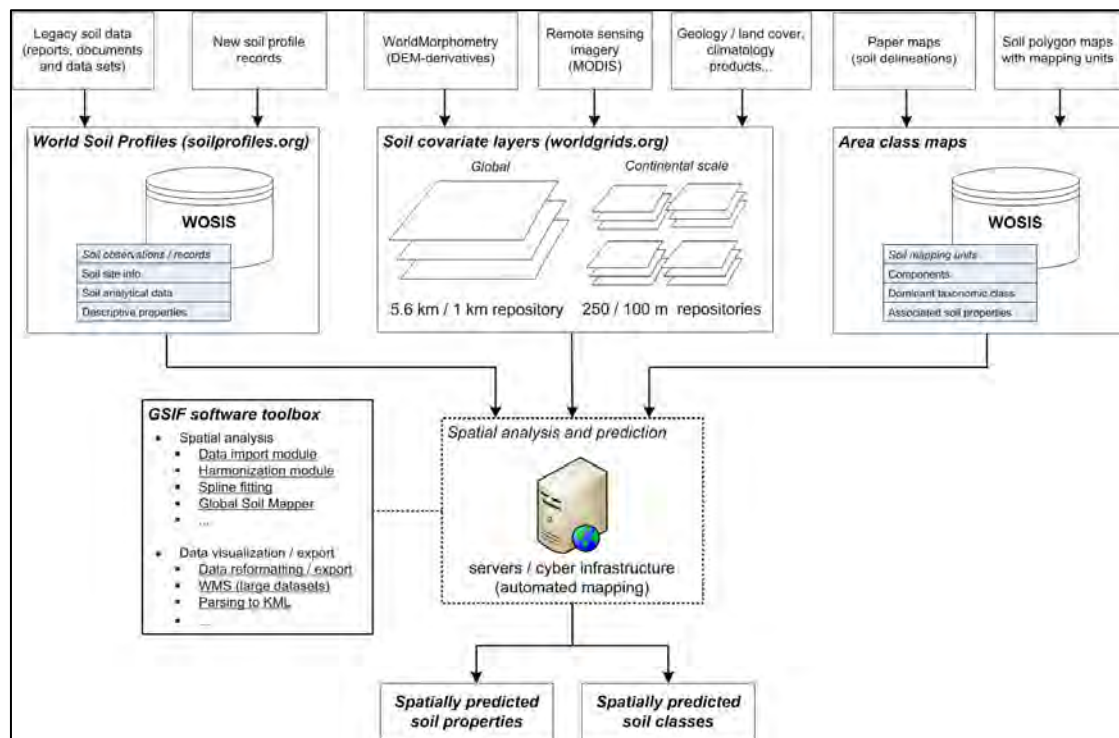 Legacy soil data
(reports, documents
and data sets)
New soil profile
records
WorldMorphometry
(DEM-derivatives)
Remote sensing
imagery
(MODIS)
Geology / land cover,
climatology
products...
Paper maps
(soil delineations)
Soil polygon maps
with mapping units
World Soil Profiles (soilprofiles.org)
WOSIS
Soil observations / records
Soil site info
Soil analytical data
Descriptive properties
Soil covariate layers (worldgrids.org)
Global
Continental scale
5.6 km / 1 km repository
250 / 100 m repositories
Area class maps
WOSIS
Soil mapping units
Components
Dominant taxonomic class
Associated soil properties
GSIF software toolbox
• Spatial analysis
▪ Data import module
▪ Harmonization module
▪ Spline fitting
▪ Global Soil Mapper
▪ ...
• Data visualization / export
▪ Data reformatting / export
▪ WMS (large datasets)
▪ Parsing to KML
▪ ...
Spatial analysis and prediction
servers / cyber infrastructure
(automated mapping)
Spatially predicted
soil properties
Spatially predicted
soil classes